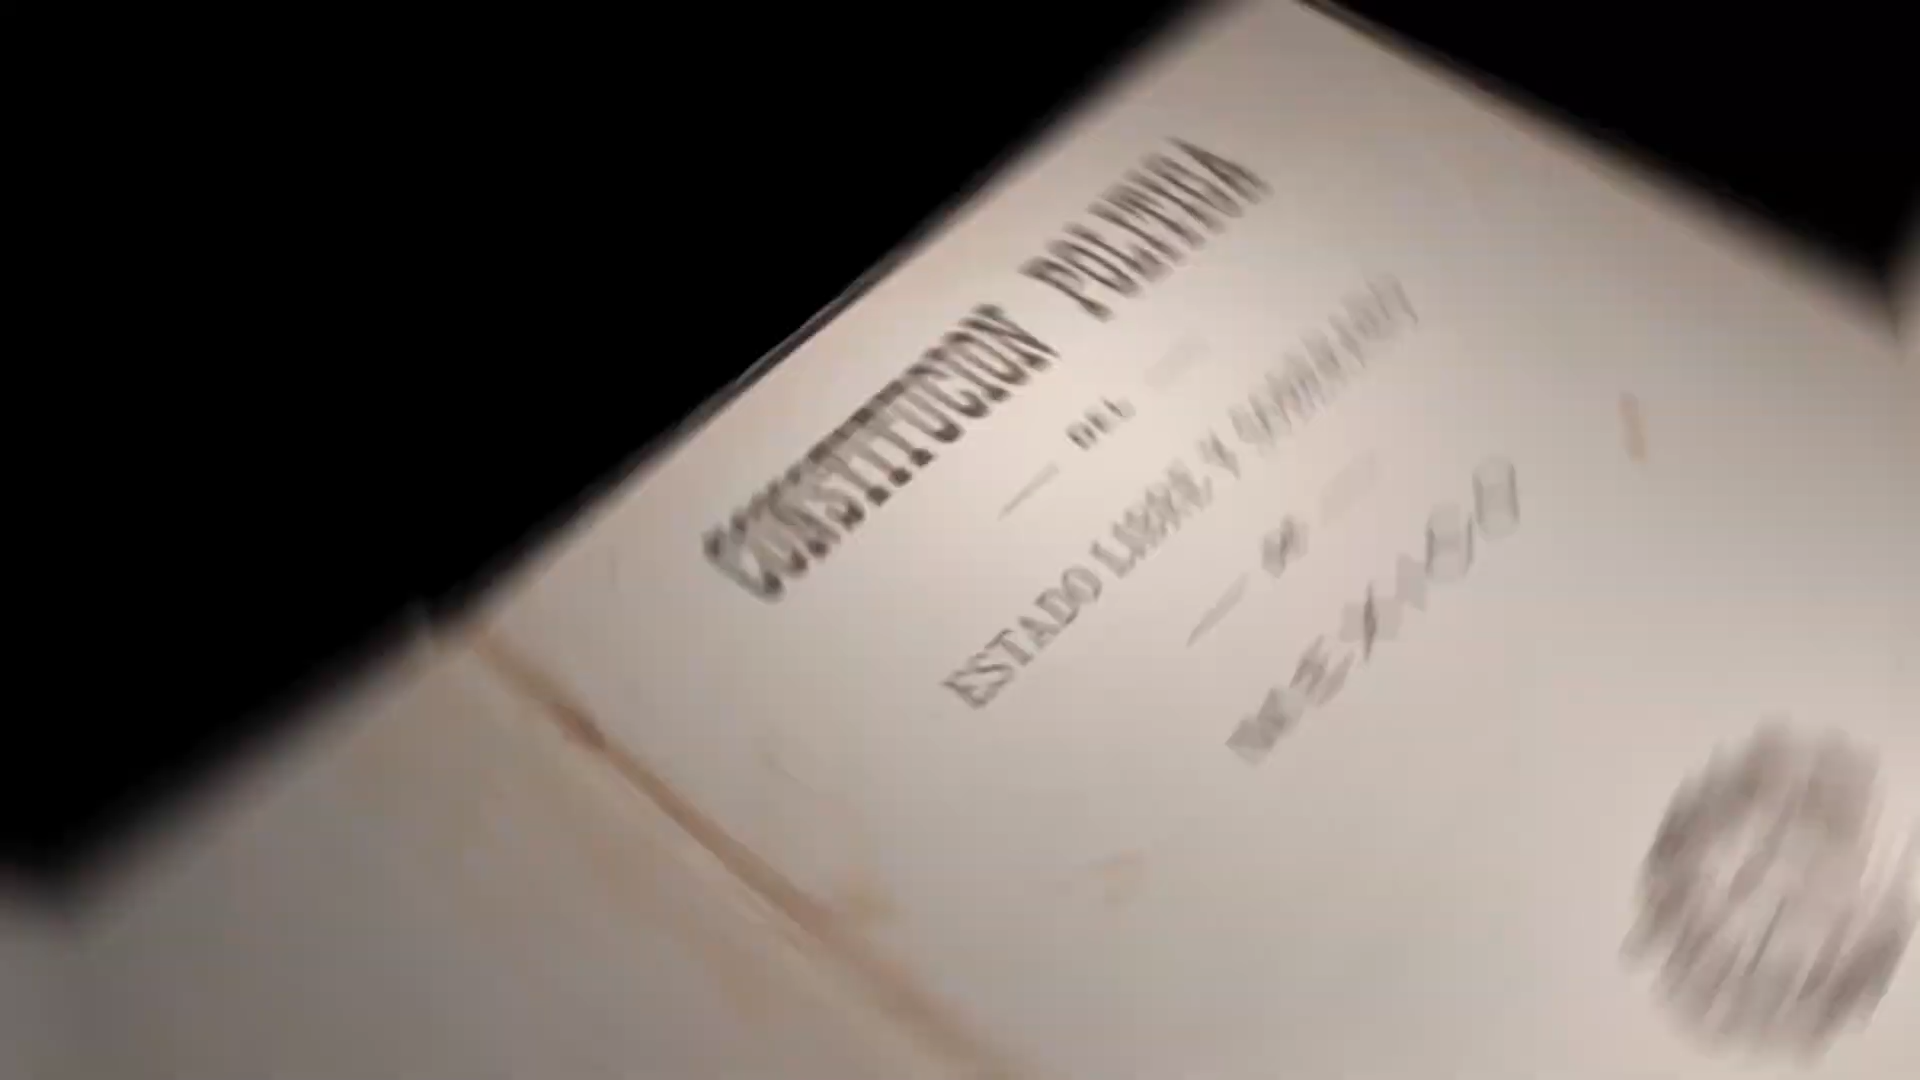 CONSTITUCION POLITICA
DEL
ESTADO LIBRE Y SOBERANO
DE
MEXICO